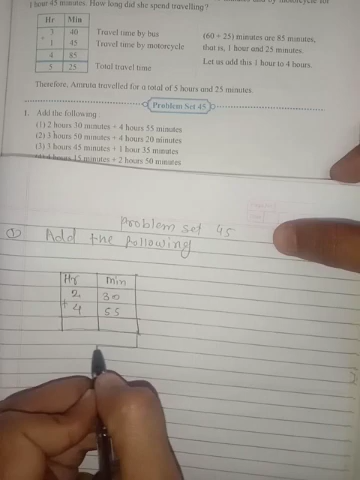 1 hour 45 minutes. How long did she spend travelling?
Hr Min
3 40 Travel time by bus (60 + 25) minutes are 85 minutes,
+ 1 45 Travel time by motorcycle that is, 1 hour and 25 minutes.
4 85 Let us add this 1 hour to 4 hours.
5 25 Total travel time
Therefore, Amruta travelled for a total of 5 hours and 25 minutes.
Problem Set 45
1. Add the following :
(1) 2 hours 30 minutes + 4 hours 55 minutes
(2) 3 hours 50 minutes + 4 hours 20 minutes
(3) 3 hours 45 minutes + 1 hour 35 minutes
4 hours 15 minutes + 2 hours 50 minutes
Problem set 45
① Add the following
Hr min
2 30
+ 4 55